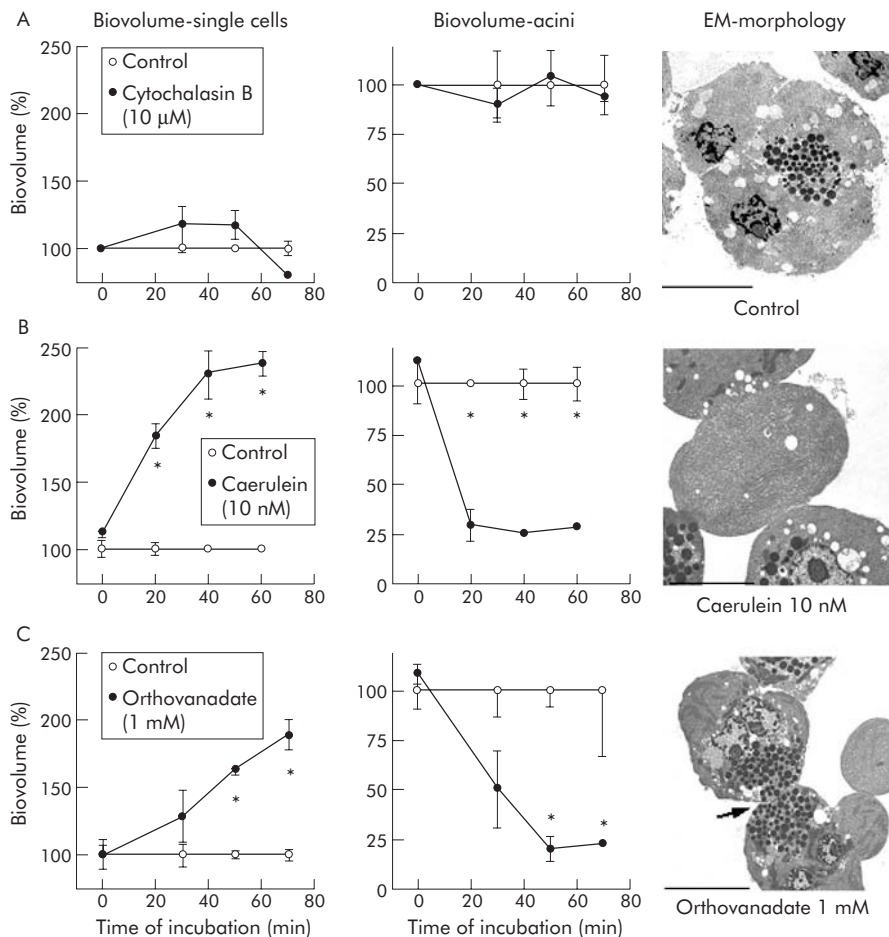 A
Biovolume-single cells
Biovolume-acini
EM-morphology
Biovolume (%)
250
200
150
100
Control
Cytochalasin B
(10 µM)
0 20 40 60 80
100
75
50
25
0
0 20 40 60 80
Control
B
Biovolume (%)
250
200
150
100
*
*
*
Control
Caerulein
(10 nM)
0 20 40 60 80
100
75
50
25
0
* * *
0 20 40 60 80
Caerulein 10 nM
C
Biovolume (%)
250
200
150
100
Control
Orthovanadate
(1 mM)
*
*
0 20 40 60 80
Time of incubation (min)
100
75
50
25
0
* *
0 20 40 60 80
Time of incubation (min)
Orthovanadate 1 mM